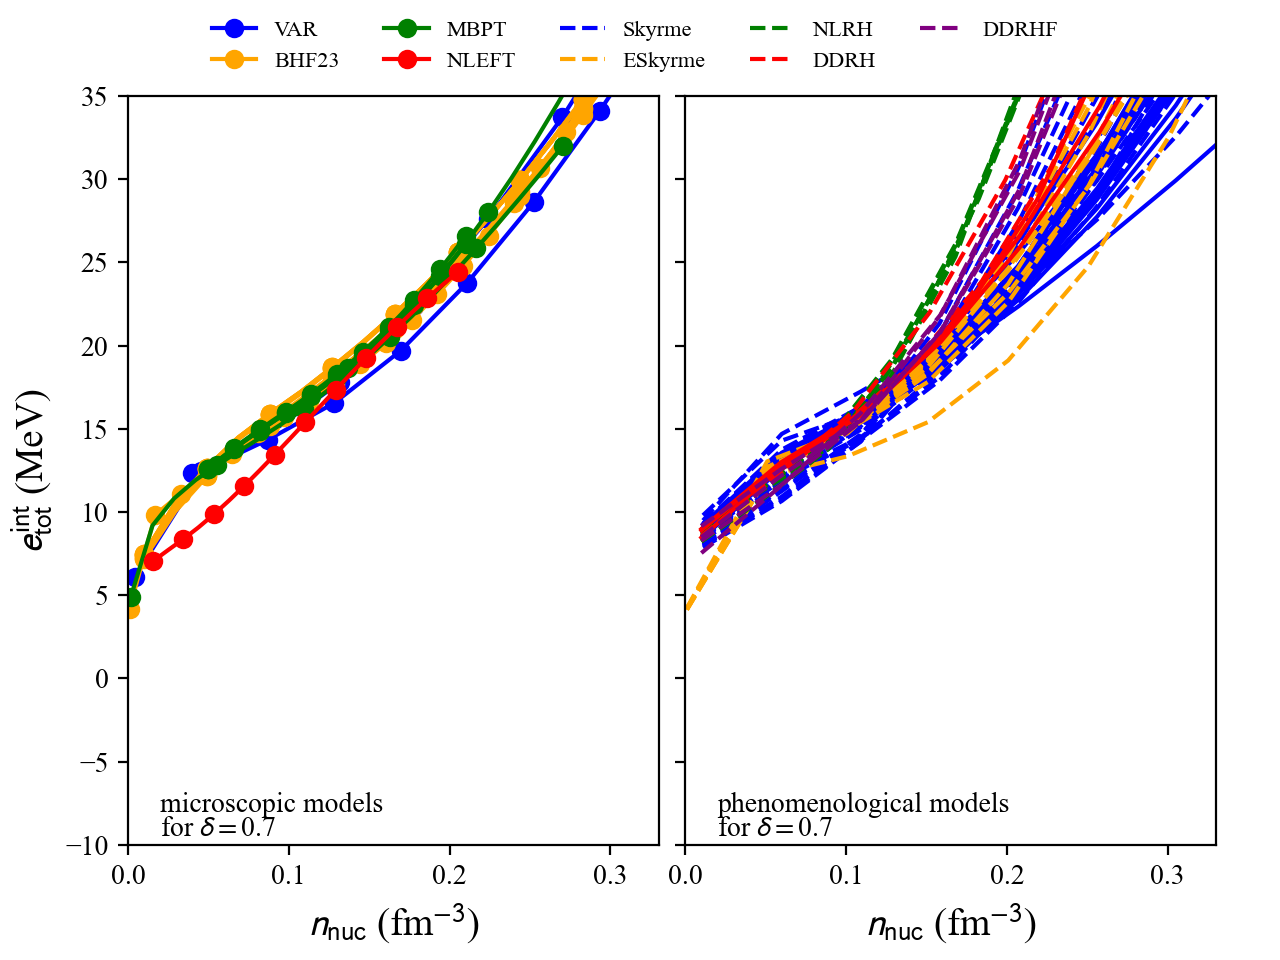 VAR MBPT Skyrme NLRH DDRHF
BHF23 NLEFT ESkyrme DDRH
35
30
25
20
15
10
5
0
−5
−10
e_tot^int (MeV)
microscopic models
for δ = 0.7
0.0 0.1 0.2 0.3
n_nuc (fm⁻³)
phenomenological models
for δ = 0.7
0.0 0.1 0.2 0.3
n_nuc (fm⁻³)